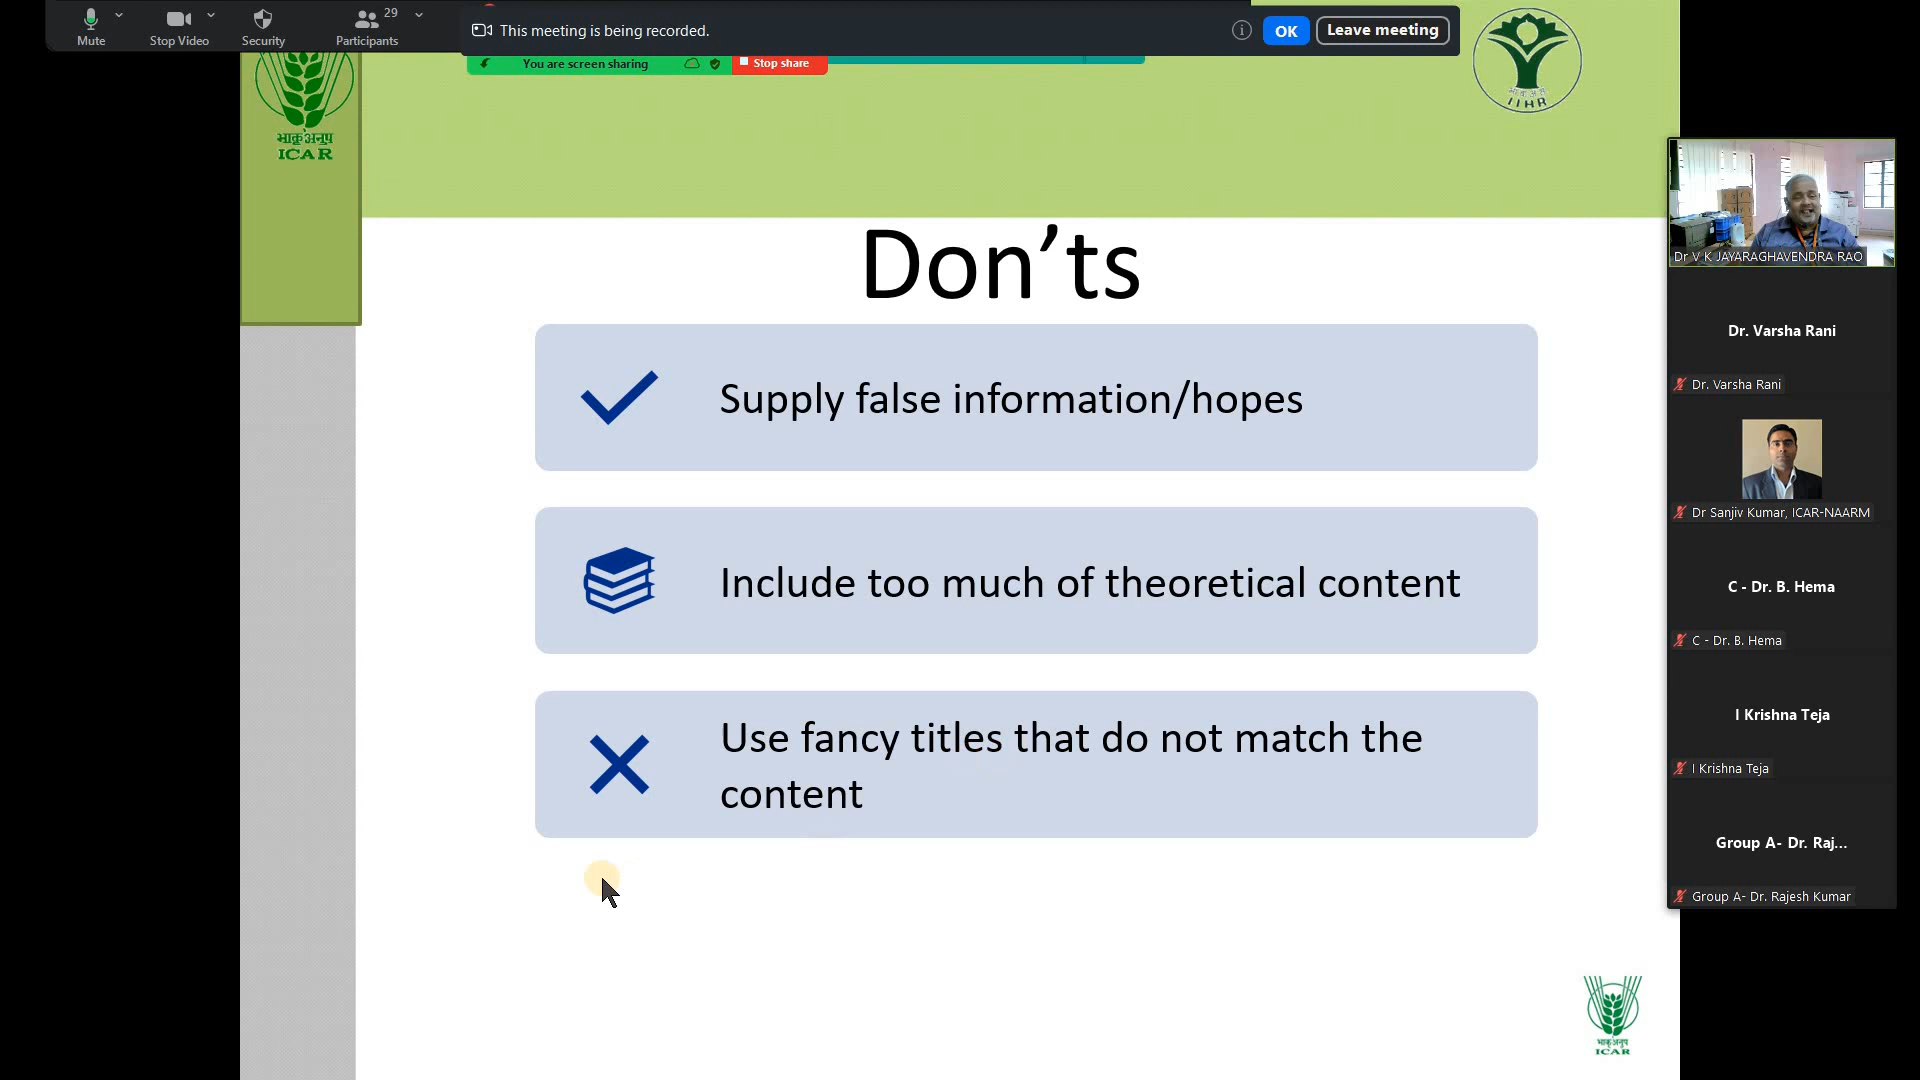 Mute
Stop Video
Security
Participants
29
This meeting is being recorded.
OK
Leave meeting
You are screen sharing
Stop share
भाकृअनुप
ICAR
IIHR
Don’ts
Supply false information/hopes
Include too much of theoretical content
Use fancy titles that do not match the
content
Dr V K JAYARAGHAVENDRA RAO
Dr. Varsha Rani
Dr. Varsha Rani
Dr Sanjiv Kumar, ICAR-NAARM
C - Dr. B. Hema
C - Dr. B. Hema
I Krishna Teja
I Krishna Teja
Group A- Dr. Raj...
Group A- Dr. Rajesh Kumar
भाकृअनुप
ICAR